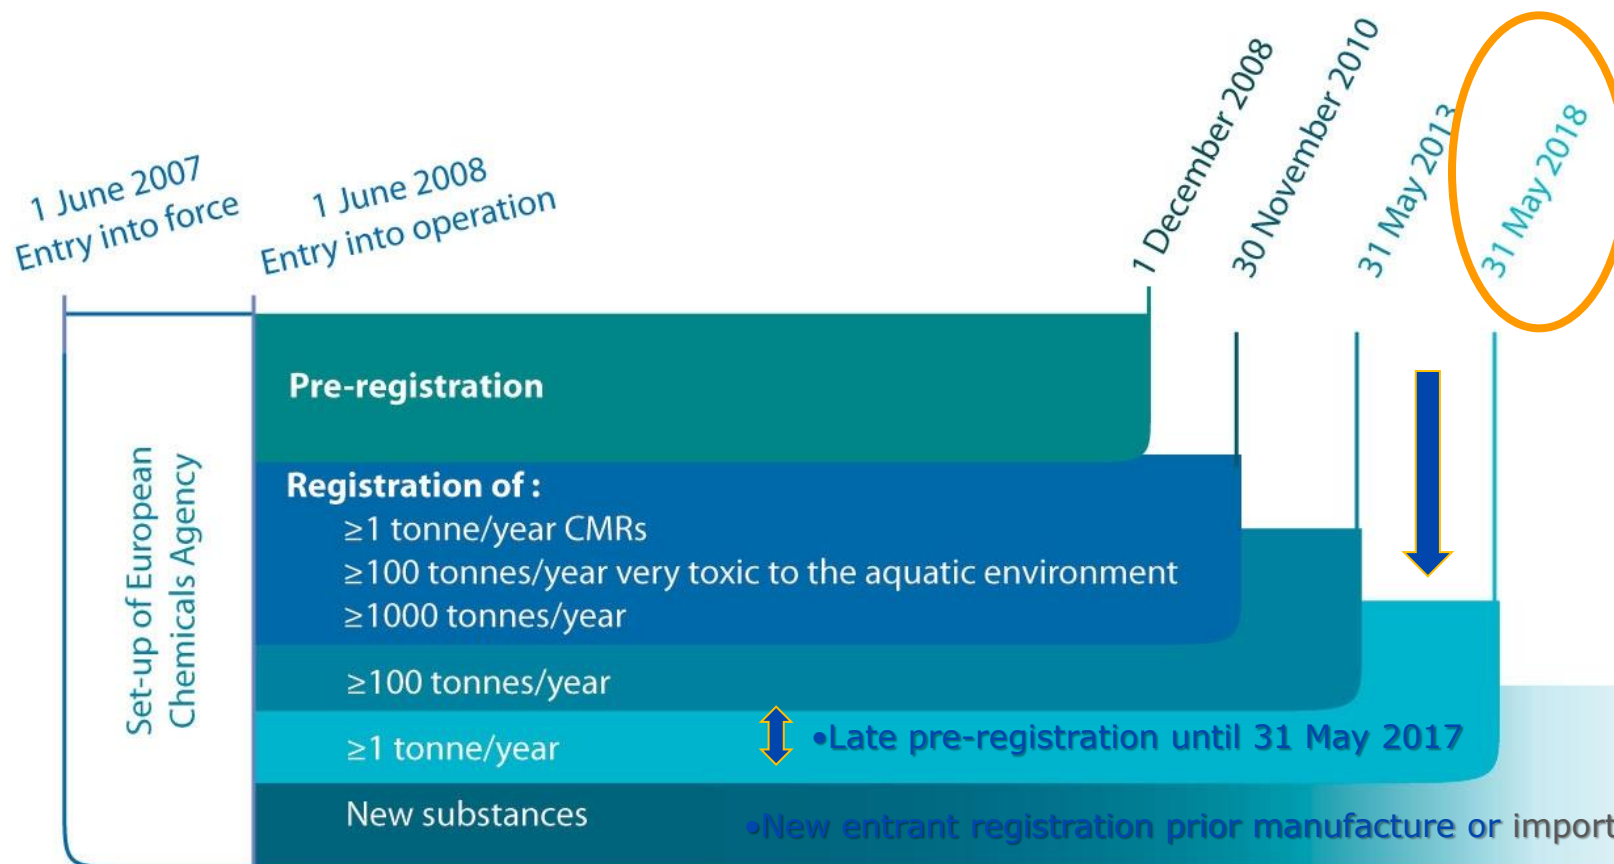 1 June 2007
Entry into force
1 June 2008
Entry into operation
1 December 2008
30 November 2010
31 May 2013
31 May 2018
Set-up of European
Chemicals Agency
Pre-registration
Registration of :
≥1 tonne/year CMRs
≥100 tonnes/year very toxic to the aquatic environment
≥1000 tonnes/year
≥100 tonnes/year
≥1 tonne/year
•Late pre-registration until 31 May 2017
New substances
•New entrant registration prior manufacture or import